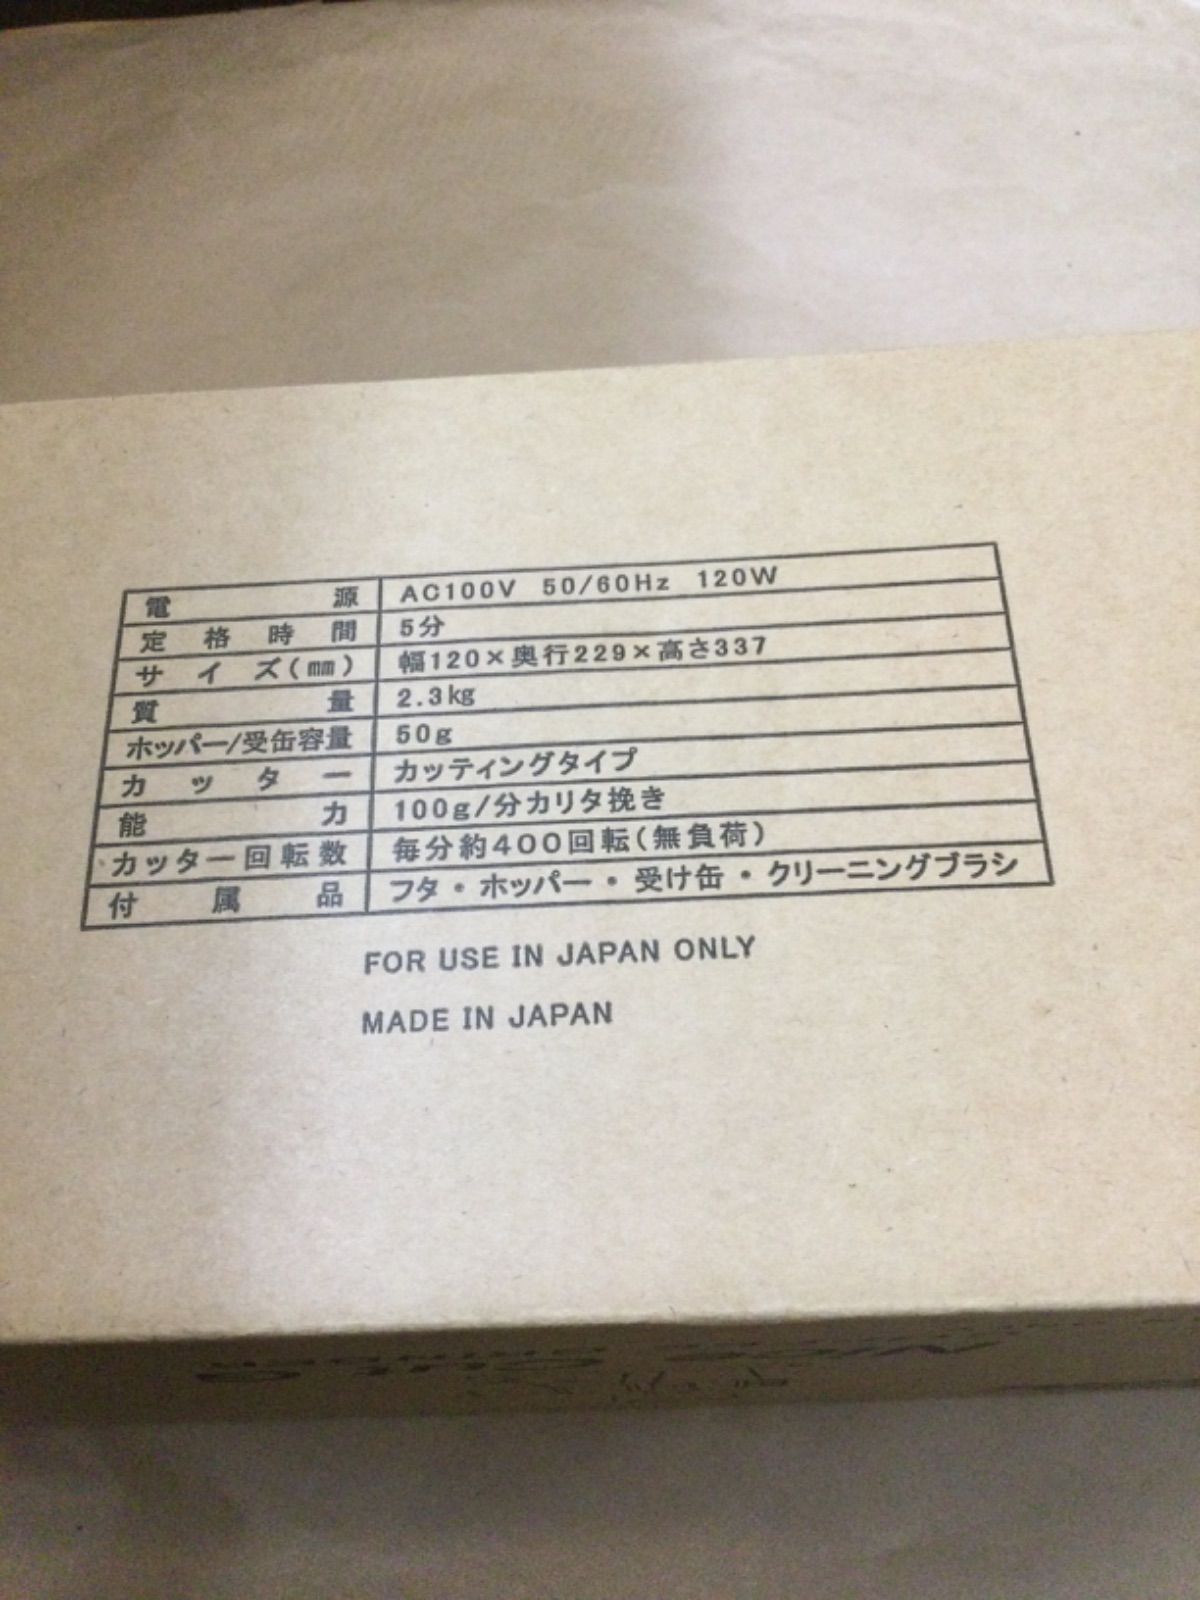 電源 AC100V 50/60Hz 120W
定格時間 5分
サイズ(㎜) 幅120×奥行229×高さ337
質量 2.3㎏
ホッパー/受缶容量 50g
カッター カッティングタイプ
能力 100g/分カリタ挽き
カッター回転数 毎分約400回転(無負荷)
付属品 フタ・ホッパー・受け缶・クリーニングブラシ
FOR USE IN JAPAN ONLY
MADE IN JAPAN